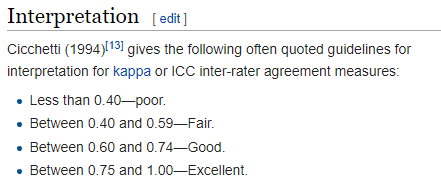 Interpretation [ edit ]
Cicchetti (1994)[13] gives the following often quoted guidelines for
interpretation for kappa or ICC inter-rater agreement measures:
• Less than 0.40—poor.
• Between 0.40 and 0.59—Fair.
• Between 0.60 and 0.74—Good.
• Between 0.75 and 1.00—Excellent.